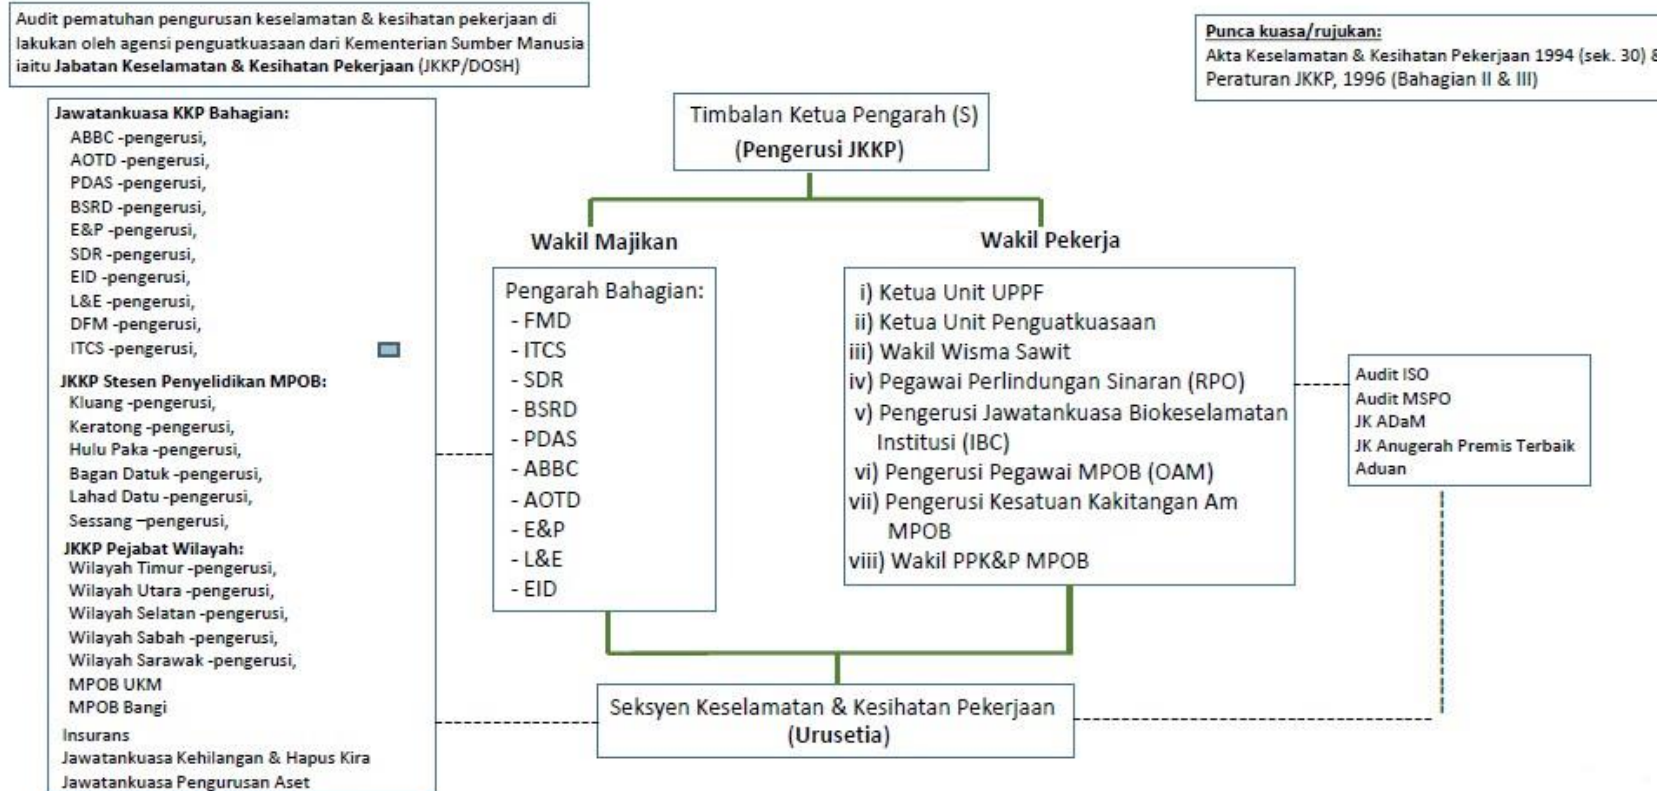 Audit pematuhan pengurusan keselamatan & kesihatan pekerjaan di
lakukan oleh agensi penguatkuasaan dari Kementerian Sumber Manusia
iaitu Jabatan Keselamatan & Kesihatan Pekerjaan (JKKP/DOSH)
Punca kuasa/rujukan:
Akta Keselamatan & Kesihatan Pekerjaan 1994 (sek. 30) &
Peraturan JKKP, 1996 (Bahagian II & III)
Timbalan Ketua Pengarah (S)
(Pengerusi JKKP)
Jawatankuasa KKP Bahagian:
ABBC -pengerusi,
AOTD -pengerusi,
PDAS -pengerusi,
BSRD -pengerusi,
E&P -pengerusi,
SDR -pengerusi,
EID -pengerusi,
L&E -pengerusi,
DFM -pengerusi,
ITCS -pengerusi,
JKKP Stesen Penyelidikan MPOB:
Kluang -pengerusi,
Keratong -pengerusi,
Hulu Paka -pengerusi,
Bagan Datuk -pengerusi,
Lahad Datu -pengerusi,
Sessang –pengerusi,
JKKP Pejabat Wilayah:
Wilayah Timur -pengerusi,
Wilayah Utara -pengerusi,
Wilayah Selatan -pengerusi,
Wilayah Sabah -pengerusi,
Wilayah Sarawak -pengerusi,
MPOB UKM
MPOB Bangi
Insurans
Jawatankuasa Kehilangan & Hapus Kira
Jawatankuasa Pengurusan Aset
Wakil Majikan
Pengarah Bahagian:
- FMD
- ITCS
- SDR
- BSRD
- PDAS
- ABBC
- AOTD
- E&P
- L&E
- EID
Wakil Pekerja
i) Ketua Unit UPPF
ii) Ketua Unit Penguatkuasaan
iii) Wakil Wisma Sawit
iv) Pegawai Perlindungan Sinaran (RPO)
v) Pengerusi Jawatankuasa Biokeselamatan
Institusi (IBC)
vi) Pengerusi Pegawai MPOB (OAM)
vii) Pengerusi Kesatuan Kakitangan Am
MPOB
viii) Wakil PPK&P MPOB
Audit ISO
Audit MSPO
JK ADaM
JK Anugerah Premis Terbaik
Aduan
Seksyen Keselamatan & Kesihatan Pekerjaan
(Urusetia)